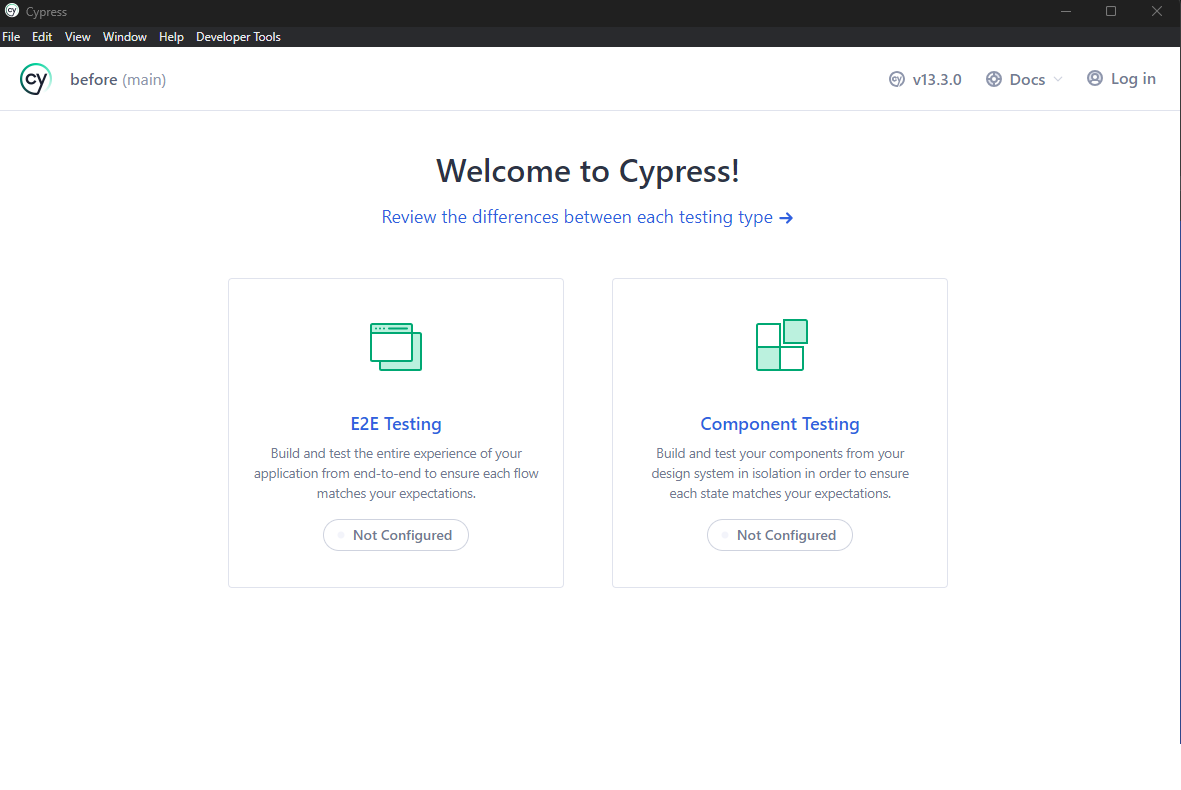 cy Cypress
File Edit View Window Help Developer Tools
cy before (main) cy v13.3.0 Docs Log in
Welcome to Cypress!
Review the differences between each testing type →
E2E Testing
Build and test the entire experience of your
application from end-to-end to ensure each flow
matches your expectations.
Not Configured
Component Testing
Build and test your components from your
design system in isolation in order to ensure
each state matches your expectations.
Not Configured